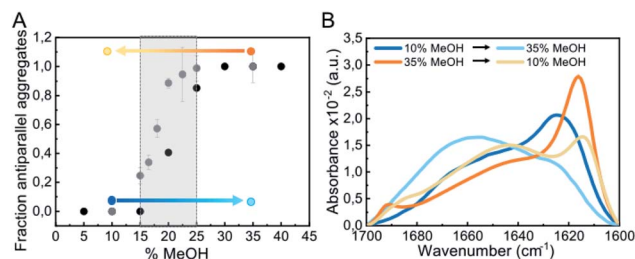 A
Fraction antiparallel aggregates
1,2
1,0
0,8
0,6
0,4
0,2
0,0
0 5 10 15 20 25 30 35 40 45
% MeOH
B
Absorbance x10⁻² (a.u.)
3,5
3,0
2,5
2,0
1,5
1,0
0,5
0,0
10% MeOH → 35% MeOH
35% MeOH → 10% MeOH
1700 1660 1640 1620 1600
Wavenumber (cm⁻¹)